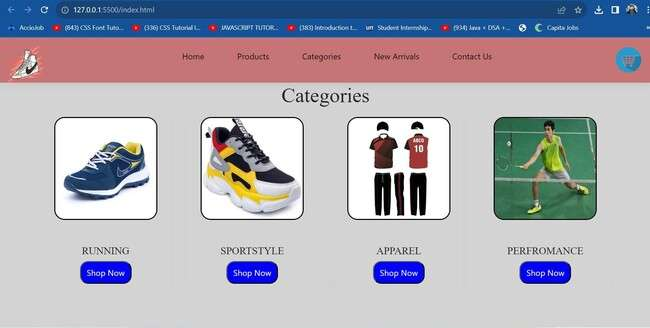 127.0.0.1:5500/index.html
AccioJob
(843) CSS Font Tuto...
(336) CSS Tutorial I...
JAVASCRIPT TUTOR...
(383) Introduction t...
Student Internship...
(934) Java + DSA +...
Capita Jobs
Home
Products
Categories
New Arrivals
Contact Us
Categories
ABCD
10
RUNNING
SPORTSTYLE
APPAREL
PERFROMANCE
Shop Now
Shop Now
Shop Now
Shop Now